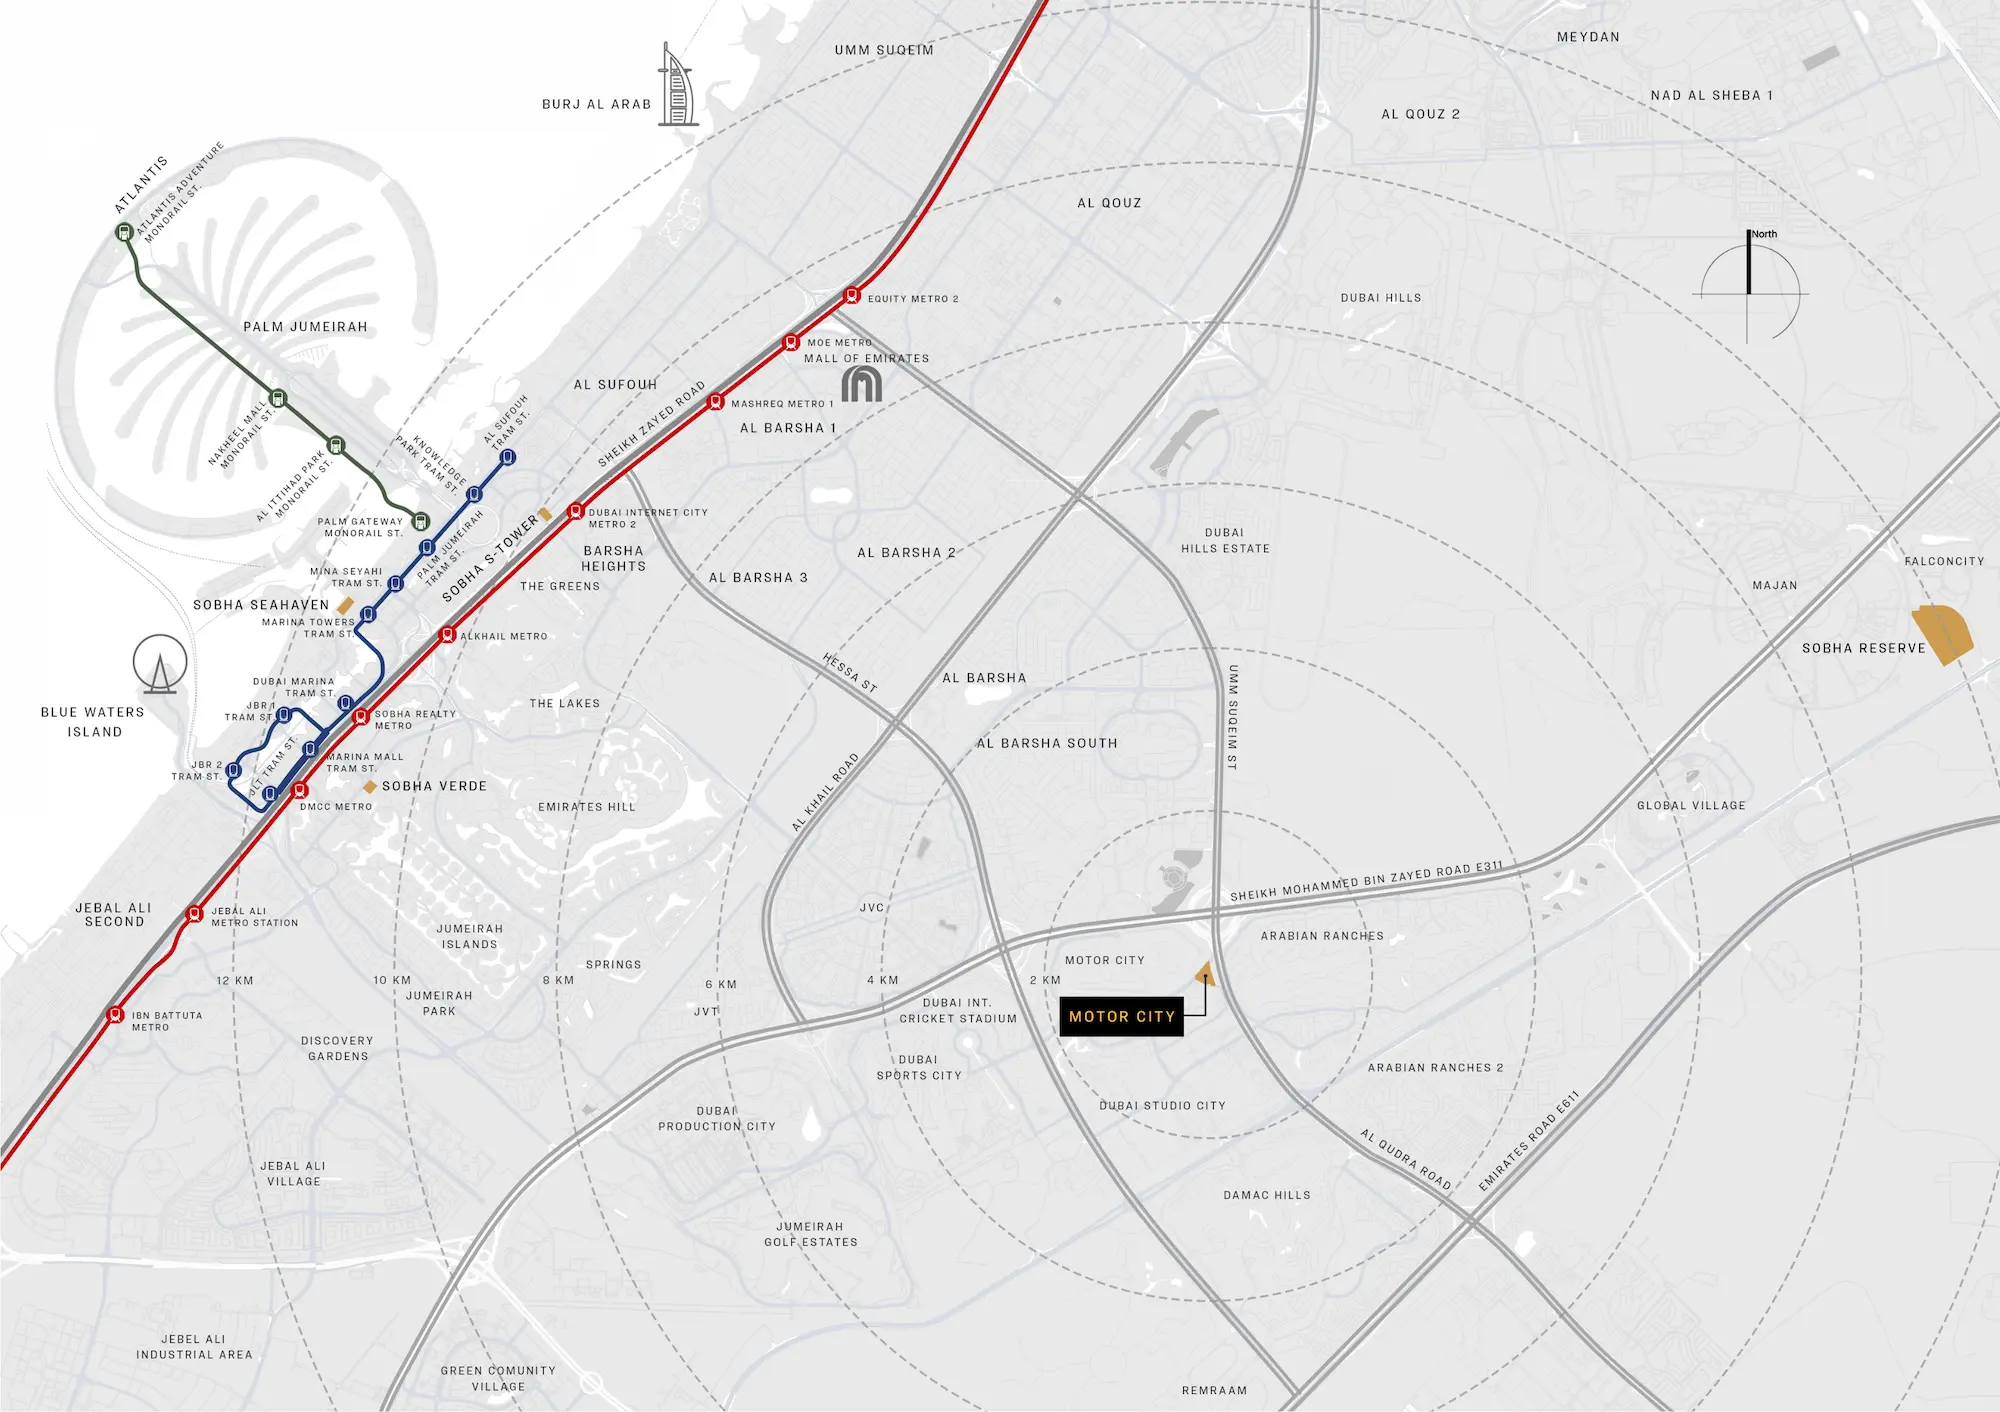 UMM SUQEIM
MEYDAN
BURJ AL ARAB
NAD AL SHEBA 1
AL QOUZ 2
ATLANTIS
ATLANTIS ADVENTURE
MONORAIL ST.
AL QOUZ
North
EQUITY METRO 2
DUBAI HILLS
PALM JUMEIRAH
MOE METRO
MALL OF EMIRATES
AL SUFOUH
SHEIKH ZAYED ROAD
MASHREQ METRO 1
AL BARSHA 1
NAKHEEL MALL
MONORAIL ST.
AL ITTIHAD PARK
MONORAIL ST.
KNOWLEDGE
PARK TRAM ST.
AL SUFOUH
TRAM ST.
PALM GATEWAY
MONORAIL ST.
PALM JUMEIRAH
TRAM ST.
SOBHA S-TOWER
DUBAI INTERNET CITY
METRO 2
BARSHA
HEIGHTS
AL BARSHA 2
AL BARSHA 3
DUBAI
HILLS ESTATE
FALCONCITY
MAJAN
MINA SEYAHI
TRAM ST.
THE GREENS
SOBHA SEAHAVEN
MARINA TOWERS
TRAM ST.
ALKHAIL METRO
SOBHA RESERVE
HESSA ST
AL BARSHA
UMM SUQEIM ST
DUBAI MARINA
TRAM ST.
JBR 1
TRAM ST.
THE LAKES
SOBHA REALTY
METRO
BLUE WATERS
ISLAND
AL BARSHA SOUTH
JBR 2
TRAM ST.
JLT TRAM ST.
MARINA MALL
TRAM ST.
SOBHA VERDE
DMCC METRO
EMIRATES HILL
AL KHAIL ROAD
GLOBAL VILLAGE
SHEIKH MOHAMMED BIN ZAYED ROAD E311
JEBAL ALI
SECOND
JEBAL ALI
METRO STATION
JVC
JUMEIRAH
ISLANDS
ARABIAN RANCHES
SPRINGS
MOTOR CITY
12 KM
10 KM
8 KM
6 KM
4 KM
2 KM
JUMEIRAH
PARK
JVT
DUBAI INT.
CRICKET STADIUM
MOTOR CITY
IBN BATTUTA
METRO
DISCOVERY
GARDENS
DUBAI
SPORTS CITY
ARABIAN RANCHES 2
DUBAI STUDIO CITY
DUBAI
PRODUCTION CITY
AL QUDRA ROAD
EMIRATES ROAD E611
JEBAL ALI
VILLAGE
DAMAC HILLS
JUMEIRAH
GOLF ESTATES
JEBEL ALI
INDUSTRIAL AREA
GREEN COMUNITY
VILLAGE
REMRAAM